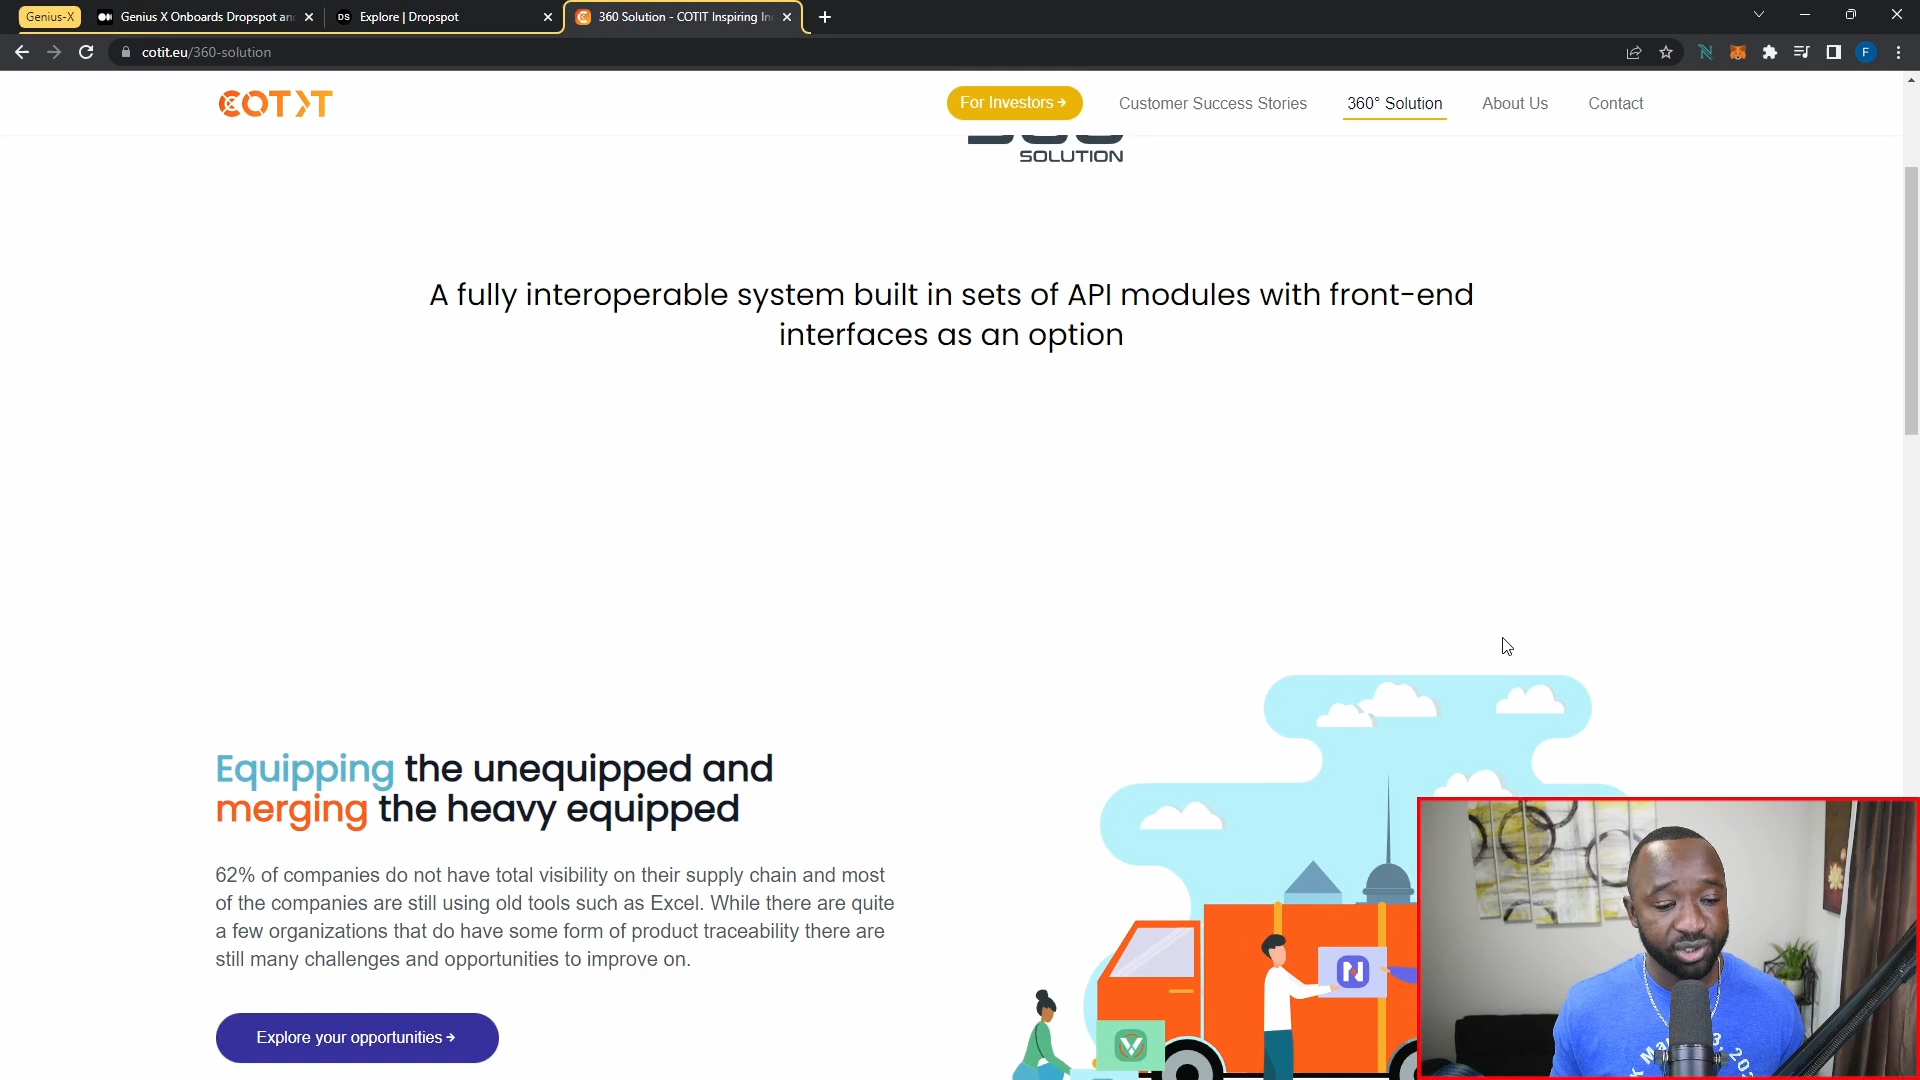 Genius-X
Genius X Onboards Dropspot an
DS Explore | Dropspot
360 Solution - COTIT Inspiring In
cotit.eu/360-solution
F
COTIT
For Investors →
Customer Success Stories
360° Solution
About Us
Contact
SOLUTION
A fully interoperable system built in sets of API modules with front-end
interfaces as an option
Equipping the unequipped and
merging the heavy equipped
62% of companies do not have total visibility on their supply chain and most
of the companies are still using old tools such as Excel. While there are quite
a few organizations that do have some form of product traceability there are
still many challenges and opportunities to improve on.
Explore your opportunities →
N